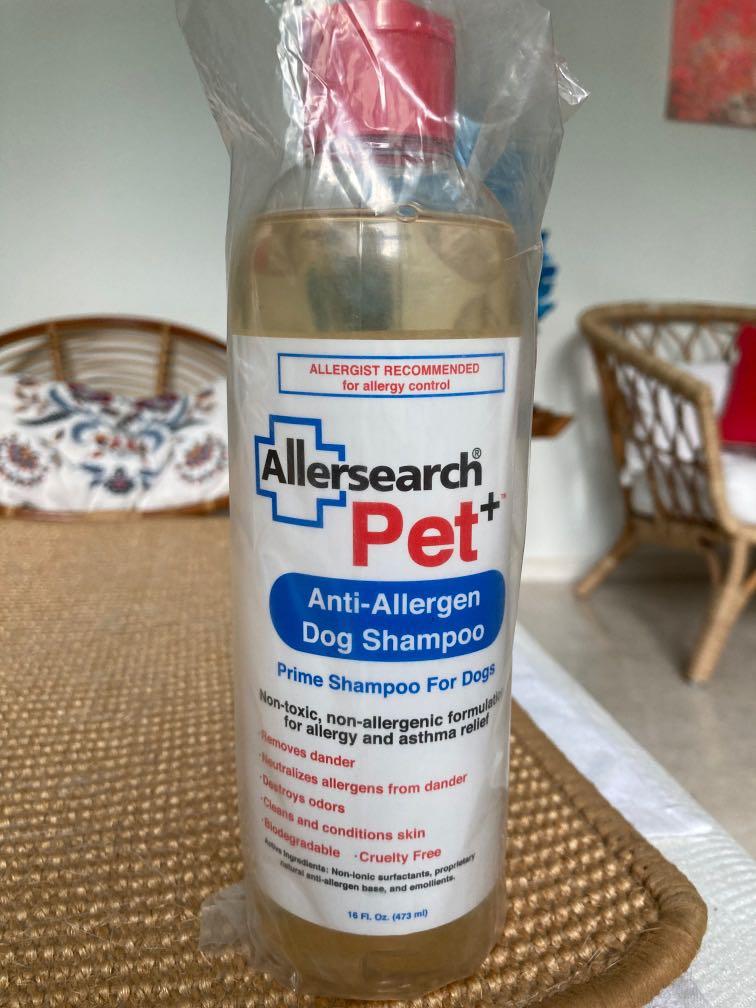 ALLERGIST RECOMMENDED
for allergy control
Allersearch®
Pet+™
Anti-Allergen
Dog Shampoo
Prime Shampoo For Dogs
Non-toxic, non-allergenic formulation
for allergy and asthma relief
·Removes dander
·Neutralizes allergens from dander
·Destroys odors
·Cleans and conditions skin
·Biodegradable ·Cruelty Free
Active Ingredients: Non-ionic surfactants, proprietary
natural anti-allergen base, and emollients.
16 Fl. Oz. (473 ml)